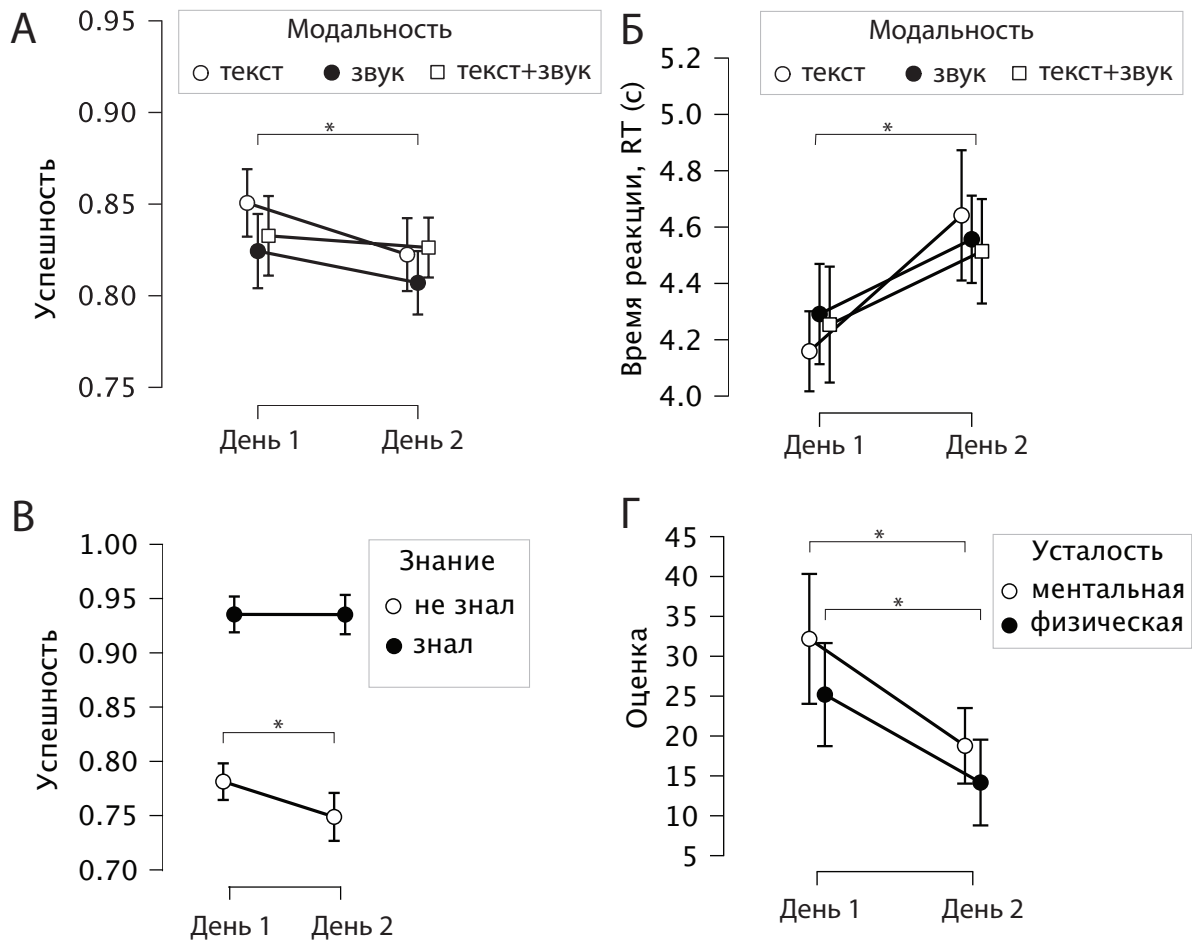 А
Модальность
текст звук текст+звук
0.95
0.90
0.85
0.80
0.75
Успешность
*
День 1 День 2
Б
Модальность
текст звук текст+звук
5.2
5.0
4.8
4.6
4.4
4.2
4.0
Время реакции, RT (с)
*
День 1 День 2
В
1.00
0.95
0.90
0.85
0.80
0.75
0.70
Успешность
Знание
не знал
знал
*
День 1 День 2
Г
45
40
35
30
25
20
15
10
5
Оценка
Усталость
ментальная
физическая
*
*
День 1 День 2